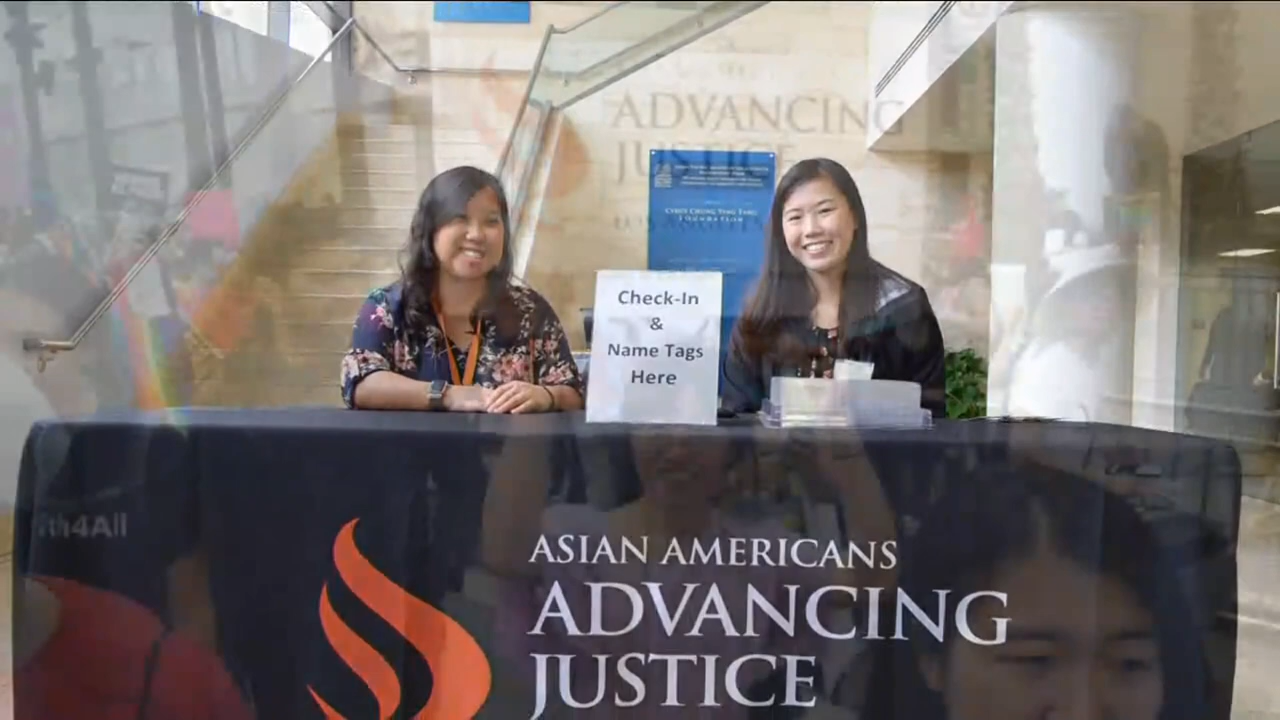 ADVANCING
JUSTICE
Check-In
&
Name Tags
Here
th4All
ASIAN AMERICANS
ADVANCING
JUSTICE